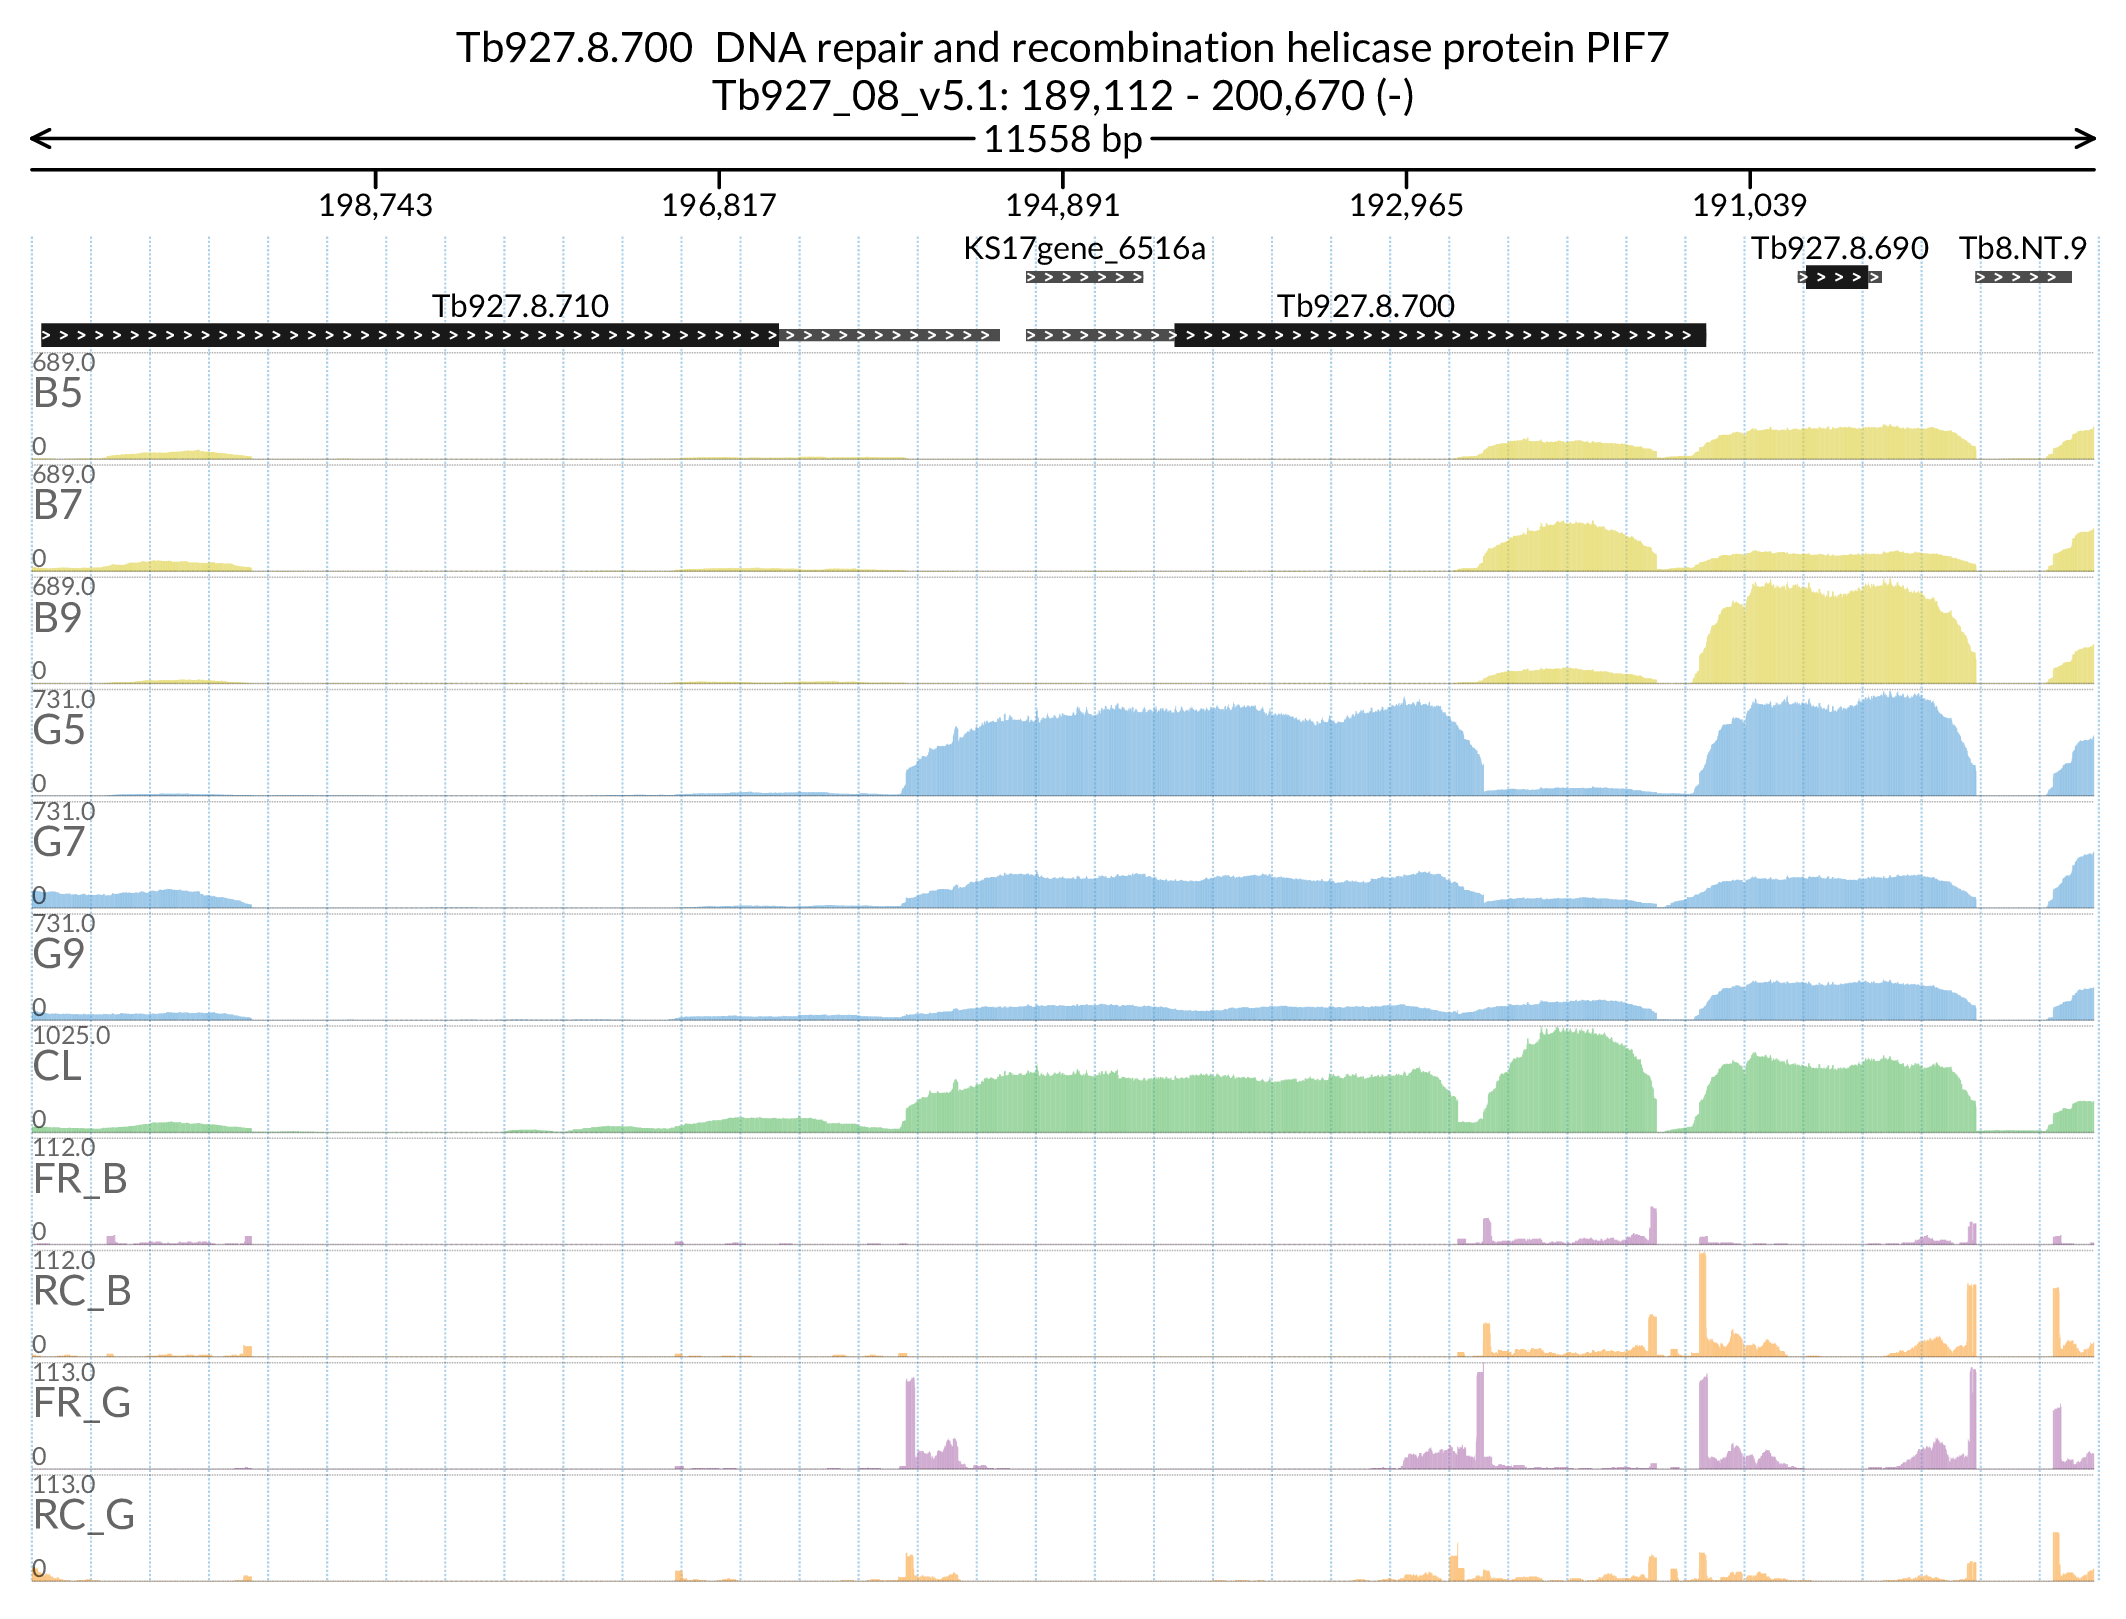 Tb927.8.700 DNA repair and recombination helicase protein PIF7
Tb927_08_v5.1: 189,112 - 200,670 (-)
11558 bp
198,743 196,817 194,891 192,965 191,039
KS17gene_6516a Tb927.8.690 Tb8.NT.9
Tb927.8.710 Tb927.8.700
689.0
B5
0
689.0
B7
0
689.0
B9
0
731.0
G5
0
731.0
G7
0
731.0
G9
0
1025.0
CL
0
112.0
FR_B
0
112.0
RC_B
0
113.0
FR_G
0
113.0
RC_G
0